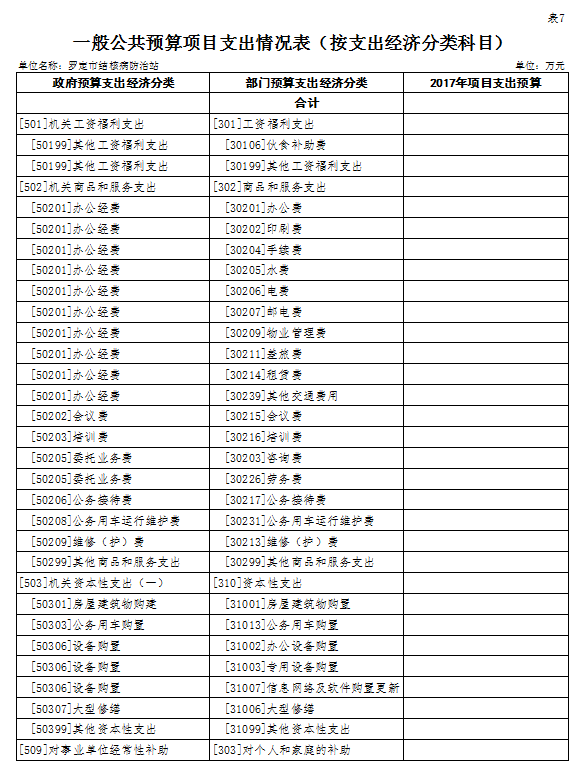 表7
一般公共预算项目支出情况表（按支出经济分类科目）
单位名称：罗定市结核病防治站 单位：万元
政府预算支出经济分类 部门预算支出经济分类 2017年项目支出预算
合计
[501]机关工资福利支出 [301]工资福利支出
[50199]其他工资福利支出 [30106]伙食补助费
[50199]其他工资福利支出 [30199]其他工资福利支出
[502]机关商品和服务支出 [302]商品和服务支出
[50201]办公经费 [30201]办公费
[50201]办公经费 [30202]印刷费
[50201]办公经费 [30204]手续费
[50201]办公经费 [30205]水费
[50201]办公经费 [30206]电费
[50201]办公经费 [30207]邮电费
[50201]办公经费 [30209]物业管理费
[50201]办公经费 [30211]差旅费
[50201]办公经费 [30214]租赁费
[50201]办公经费 [30239]其他交通费用
[50202]会议费 [30215]会议费
[50203]培训费 [30216]培训费
[50205]委托业务费 [30203]咨询费
[50205]委托业务费 [30226]劳务费
[50206]公务接待费 [30217]公务接待费
[50208]公务用车运行维护费 [30231]公务用车运行维护费
[50209]维修（护）费 [30213]维修（护）费
[50299]其他商品和服务支出 [30299]其他商品和服务支出
[503]机关资本性支出（一） [310]资本性支出
[50301]房屋建筑物购建 [31001]房屋建筑物购置
[50303]公务用车购置 [31013]公务用车购置
[50306]设备购置 [31002]办公设备购置
[50306]设备购置 [31003]专用设备购置
[50306]设备购置 [31007]信息网络及软件购置更新
[50307]大型修缮 [31006]大型修缮
[50399]其他资本性支出 [31099]其他资本性支出
[509]对事业单位经常性补助 [303]对个人和家庭的补助